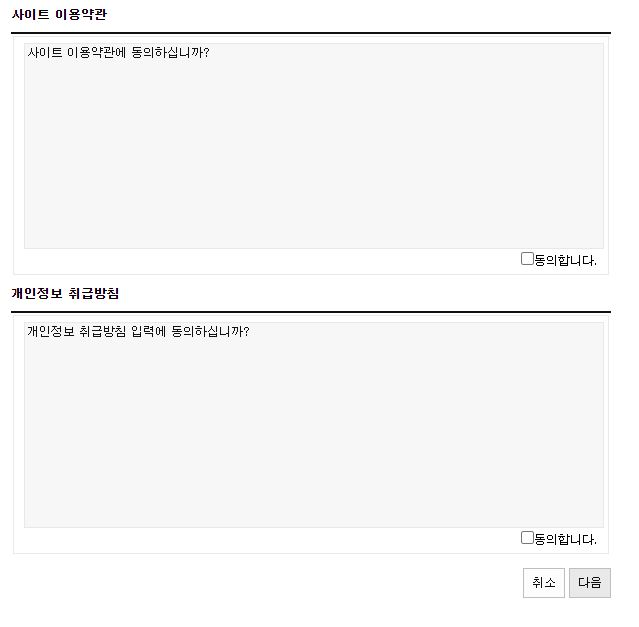 사이트 이용약관
사이트 이용약관에 동의하십니까?
동의합니다.
개인정보 취급방침
개인정보 취급방침 입력에 동의하십니까?
동의합니다.
취소 다음